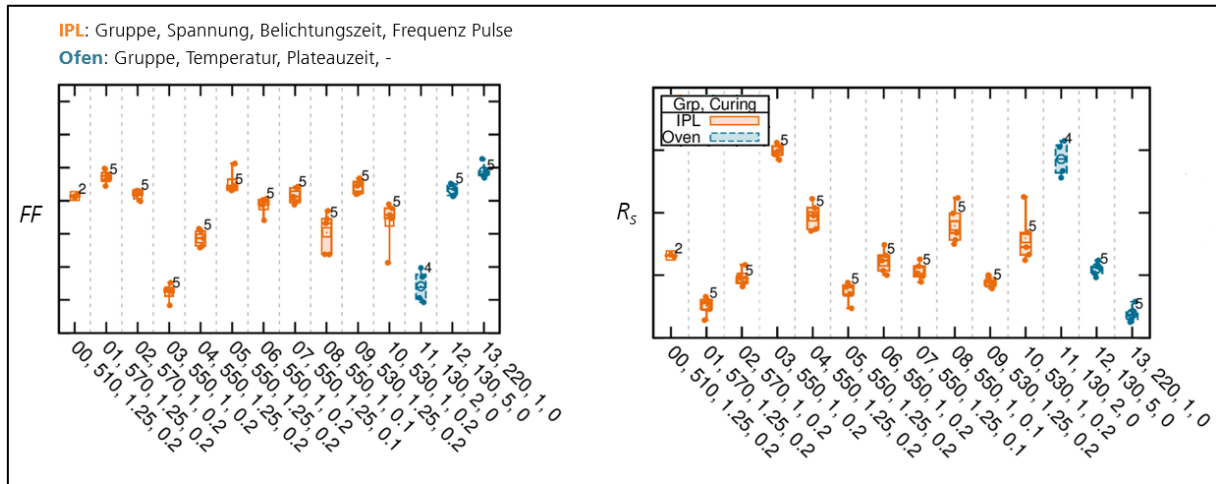 IPL: Gruppe, Spannung, Belichtungszeit, Frequenz Pulse
Ofen: Gruppe, Temperatur, Plateauzeit, -
FF
2
5
5
5
5
5
5
5
5
5
5
4
5
5
00, 510, 1.25, 0.2
01, 570, 1.25, 0.2
02, 570, 1.25, 0.2
03, 550, 1, 0.2
04, 550, 1, 0.2
05, 550, 1.25, 0.2
06, 550, 1.25, 0.2
07, 550, 1, 0.1
08, 550, 1.25, 0.1
09, 530, 1.25, 0.2
10, 530, 1, 0.2
11, 130, 2, 0
12, 130, 5, 0
13, 220, 1, 0
Rs
Grp, Curing
IPL
Oven
2
5
5
5
5
5
5
5
5
5
5
4
5
5
00, 510, 1.25, 0.2
01, 570, 1.25, 0.2
02, 570, 1.25, 0.2
03, 550, 1, 0.2
04, 550, 1, 0.2
05, 550, 1.25, 0.2
06, 550, 1.25, 0.2
07, 550, 1, 0.1
08, 550, 1.25, 0.1
09, 530, 1.25, 0.2
10, 530, 1, 0.2
11, 130, 2, 0
12, 130, 5, 0
13, 220, 1, 0